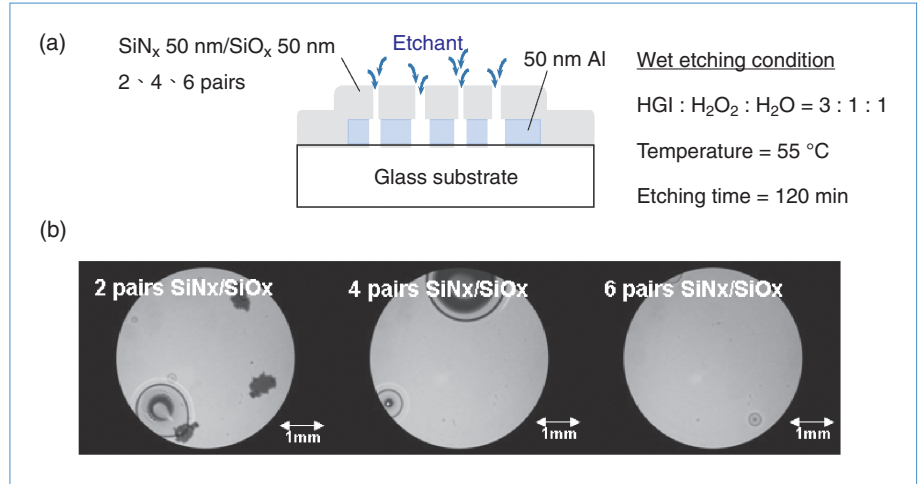 (a)
SiNx 50 nm/SiOx 50 nm
2、4、6 pairs
Etchant
50 nm Al
Glass substrate
Wet etching condition
HGI : H2O2 : H2O = 3 : 1 : 1
Temperature = 55 °C
Etching time = 120 min
(b)
2 pairs SiNx/SiOx
1mm
4 pairs SiNx/SiOx
1mm
6 pairs SiNx/SiOx
1mm